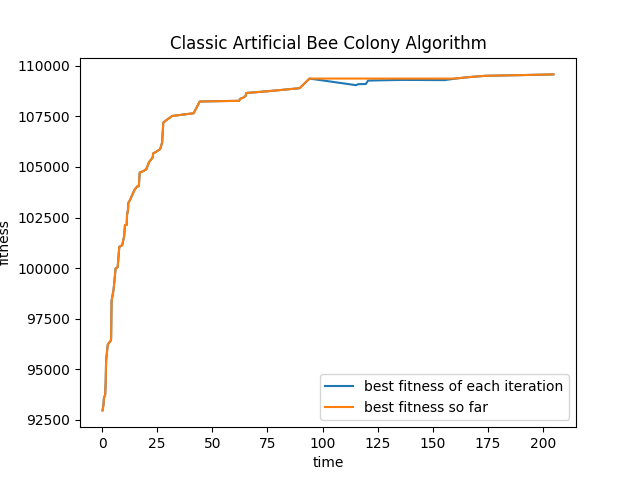 Classic Artificial Bee Colony Algorithm
110000
107500
105000
102500
100000
97500
95000
92500
fitness
best fitness of each iteration
best fitness so far
0 25 50 75 100 125 150 175 200
time